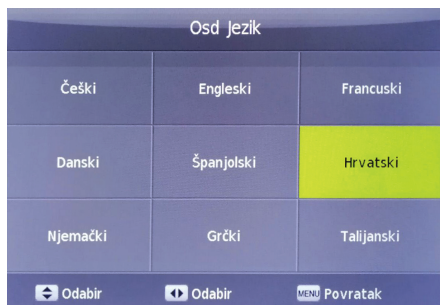 Osd Jezik
Češki Engleski Francuski
Danski Španjolski Hrvatski
Njemački Grčki Talijanski
Odabir Odabir MENU Povratak